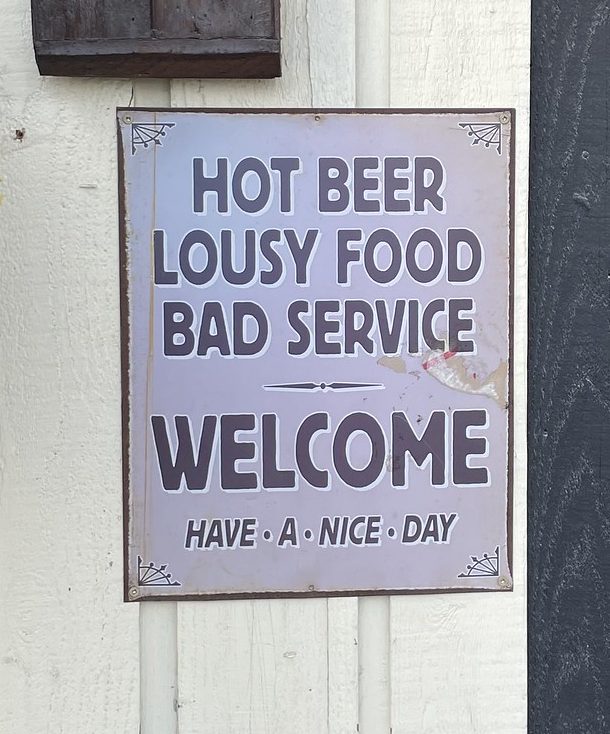 HOT BEER
LOUSY FOOD
BAD SERVICE
WELCOME
HAVE • A • NICE • DAY